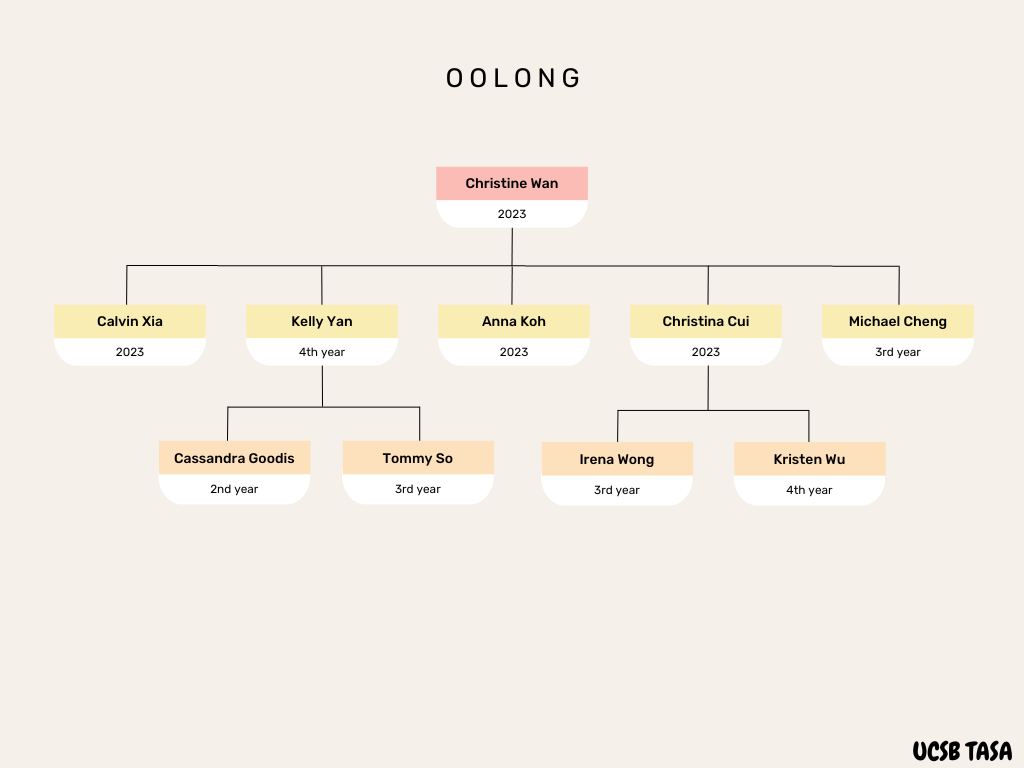 OOLONG
Christine Wan
2023
Calvin Xia
2023
Kelly Yan
4th year
Anna Koh
2023
Christina Cui
2023
Michael Cheng
3rd year
Cassandra Goodis
2nd year
Tommy So
3rd year
Irena Wong
3rd year
Kristen Wu
4th year
UCSB TASA